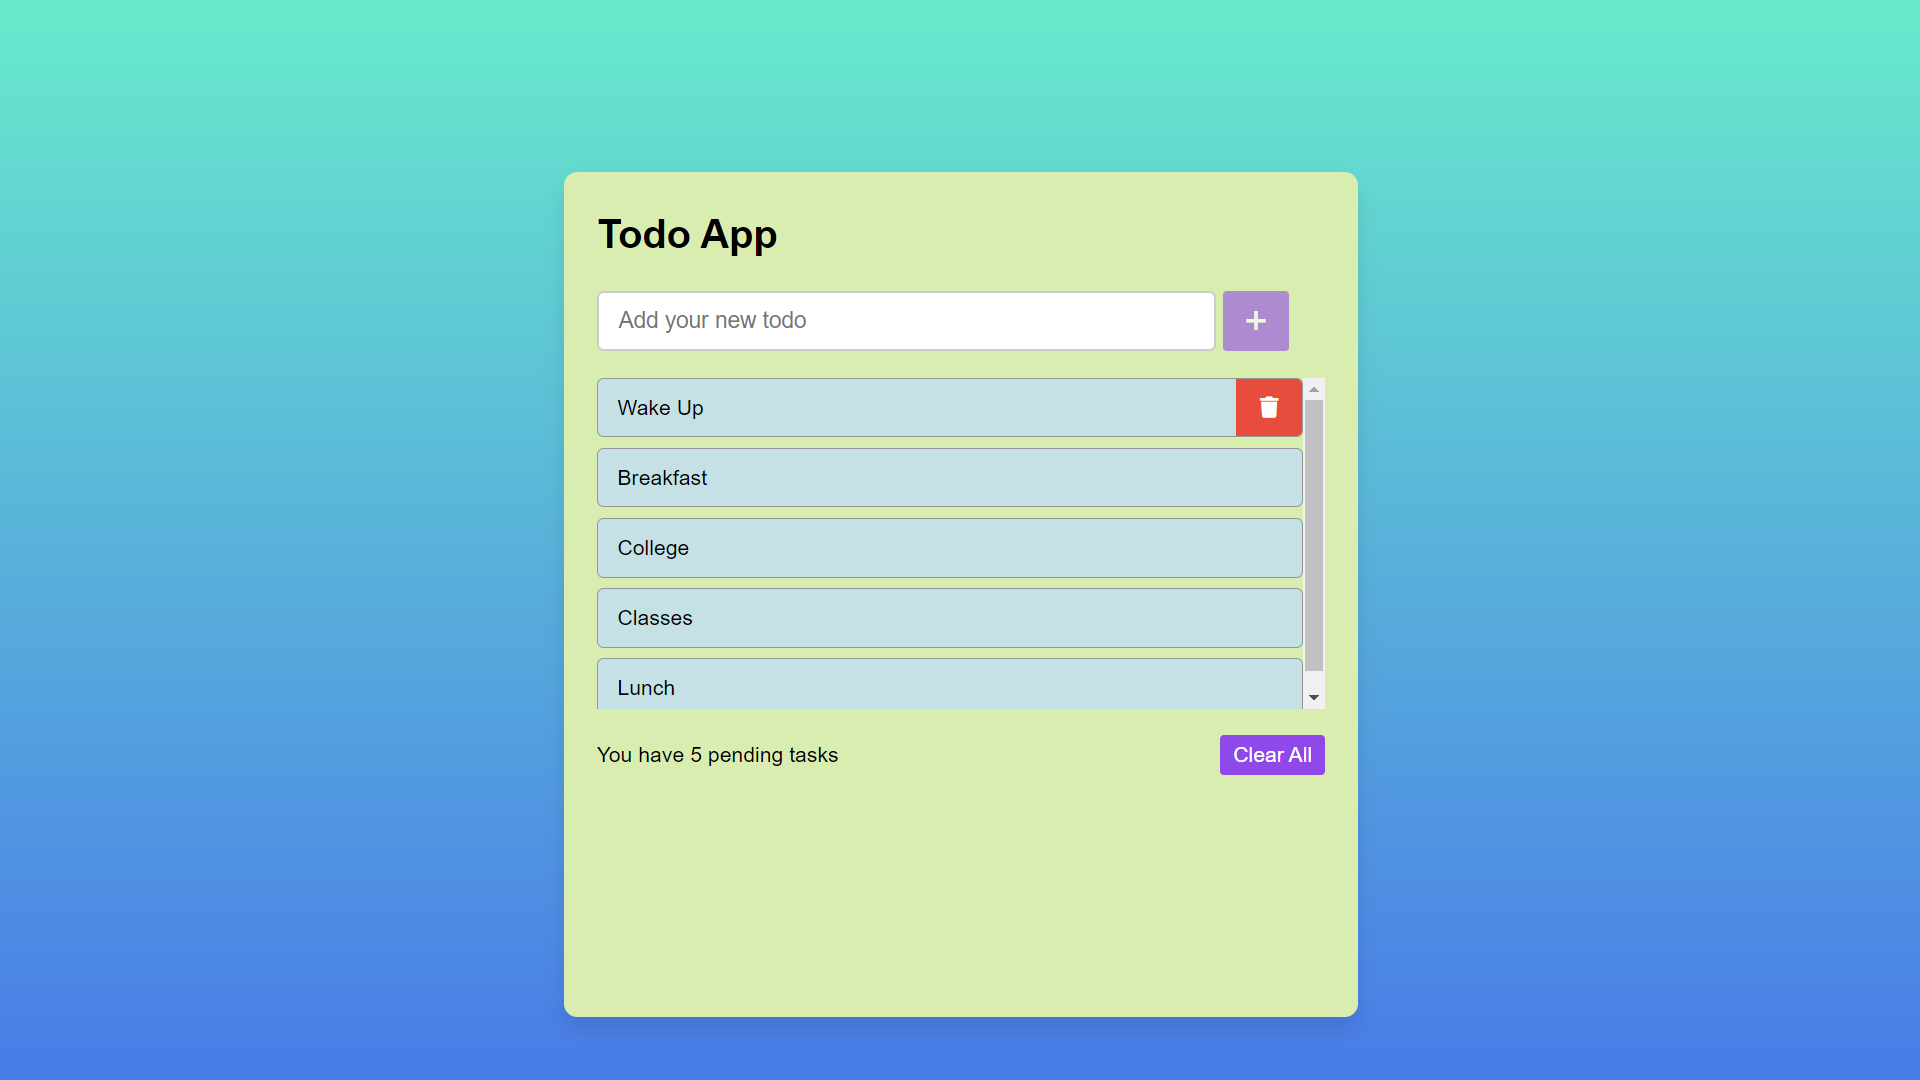 Todo App
Add your new todo
+
Wake Up
Breakfast
College
Classes
Lunch
You have 5 pending tasks Clear All